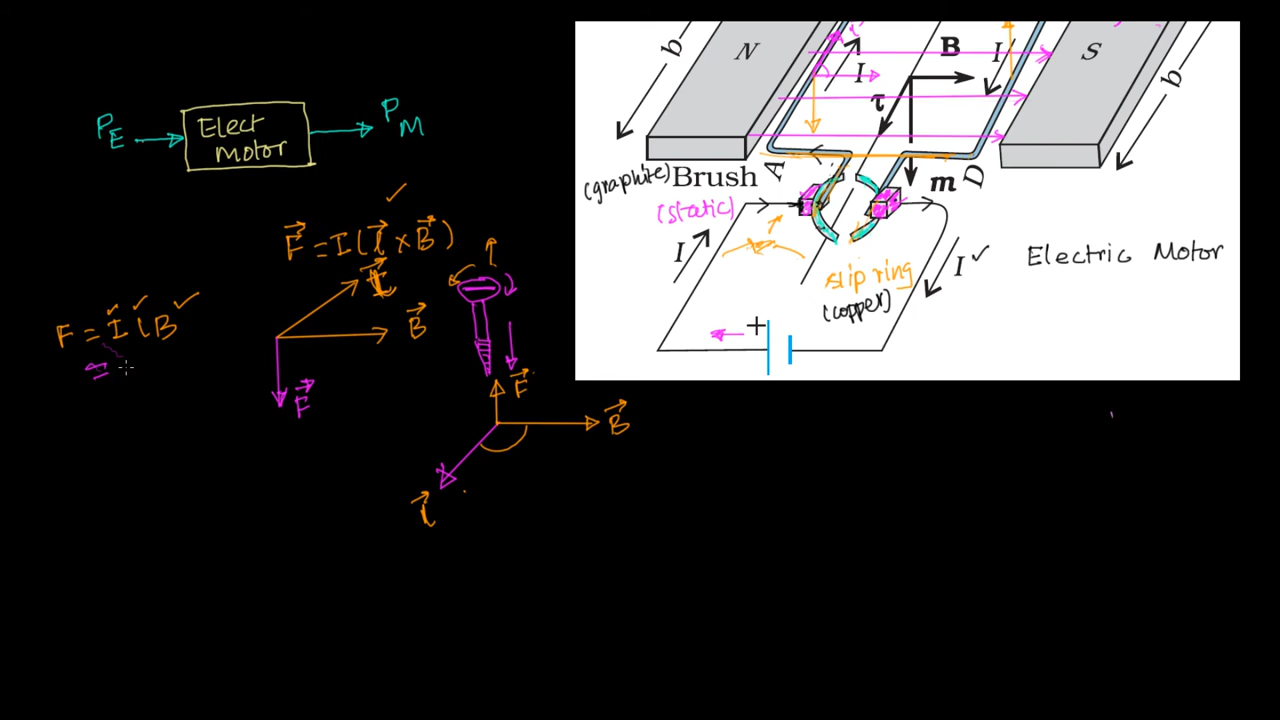 P_E
Elect
motor
P_M
F = I(l × B)
l
B
F
F = I l B
=
F
B
l
b
N
I
B
I
S
b
τ
A
m
D
(graphite) Brush
(static)
I
+
slip ring
(copper)
I
Electric Motor